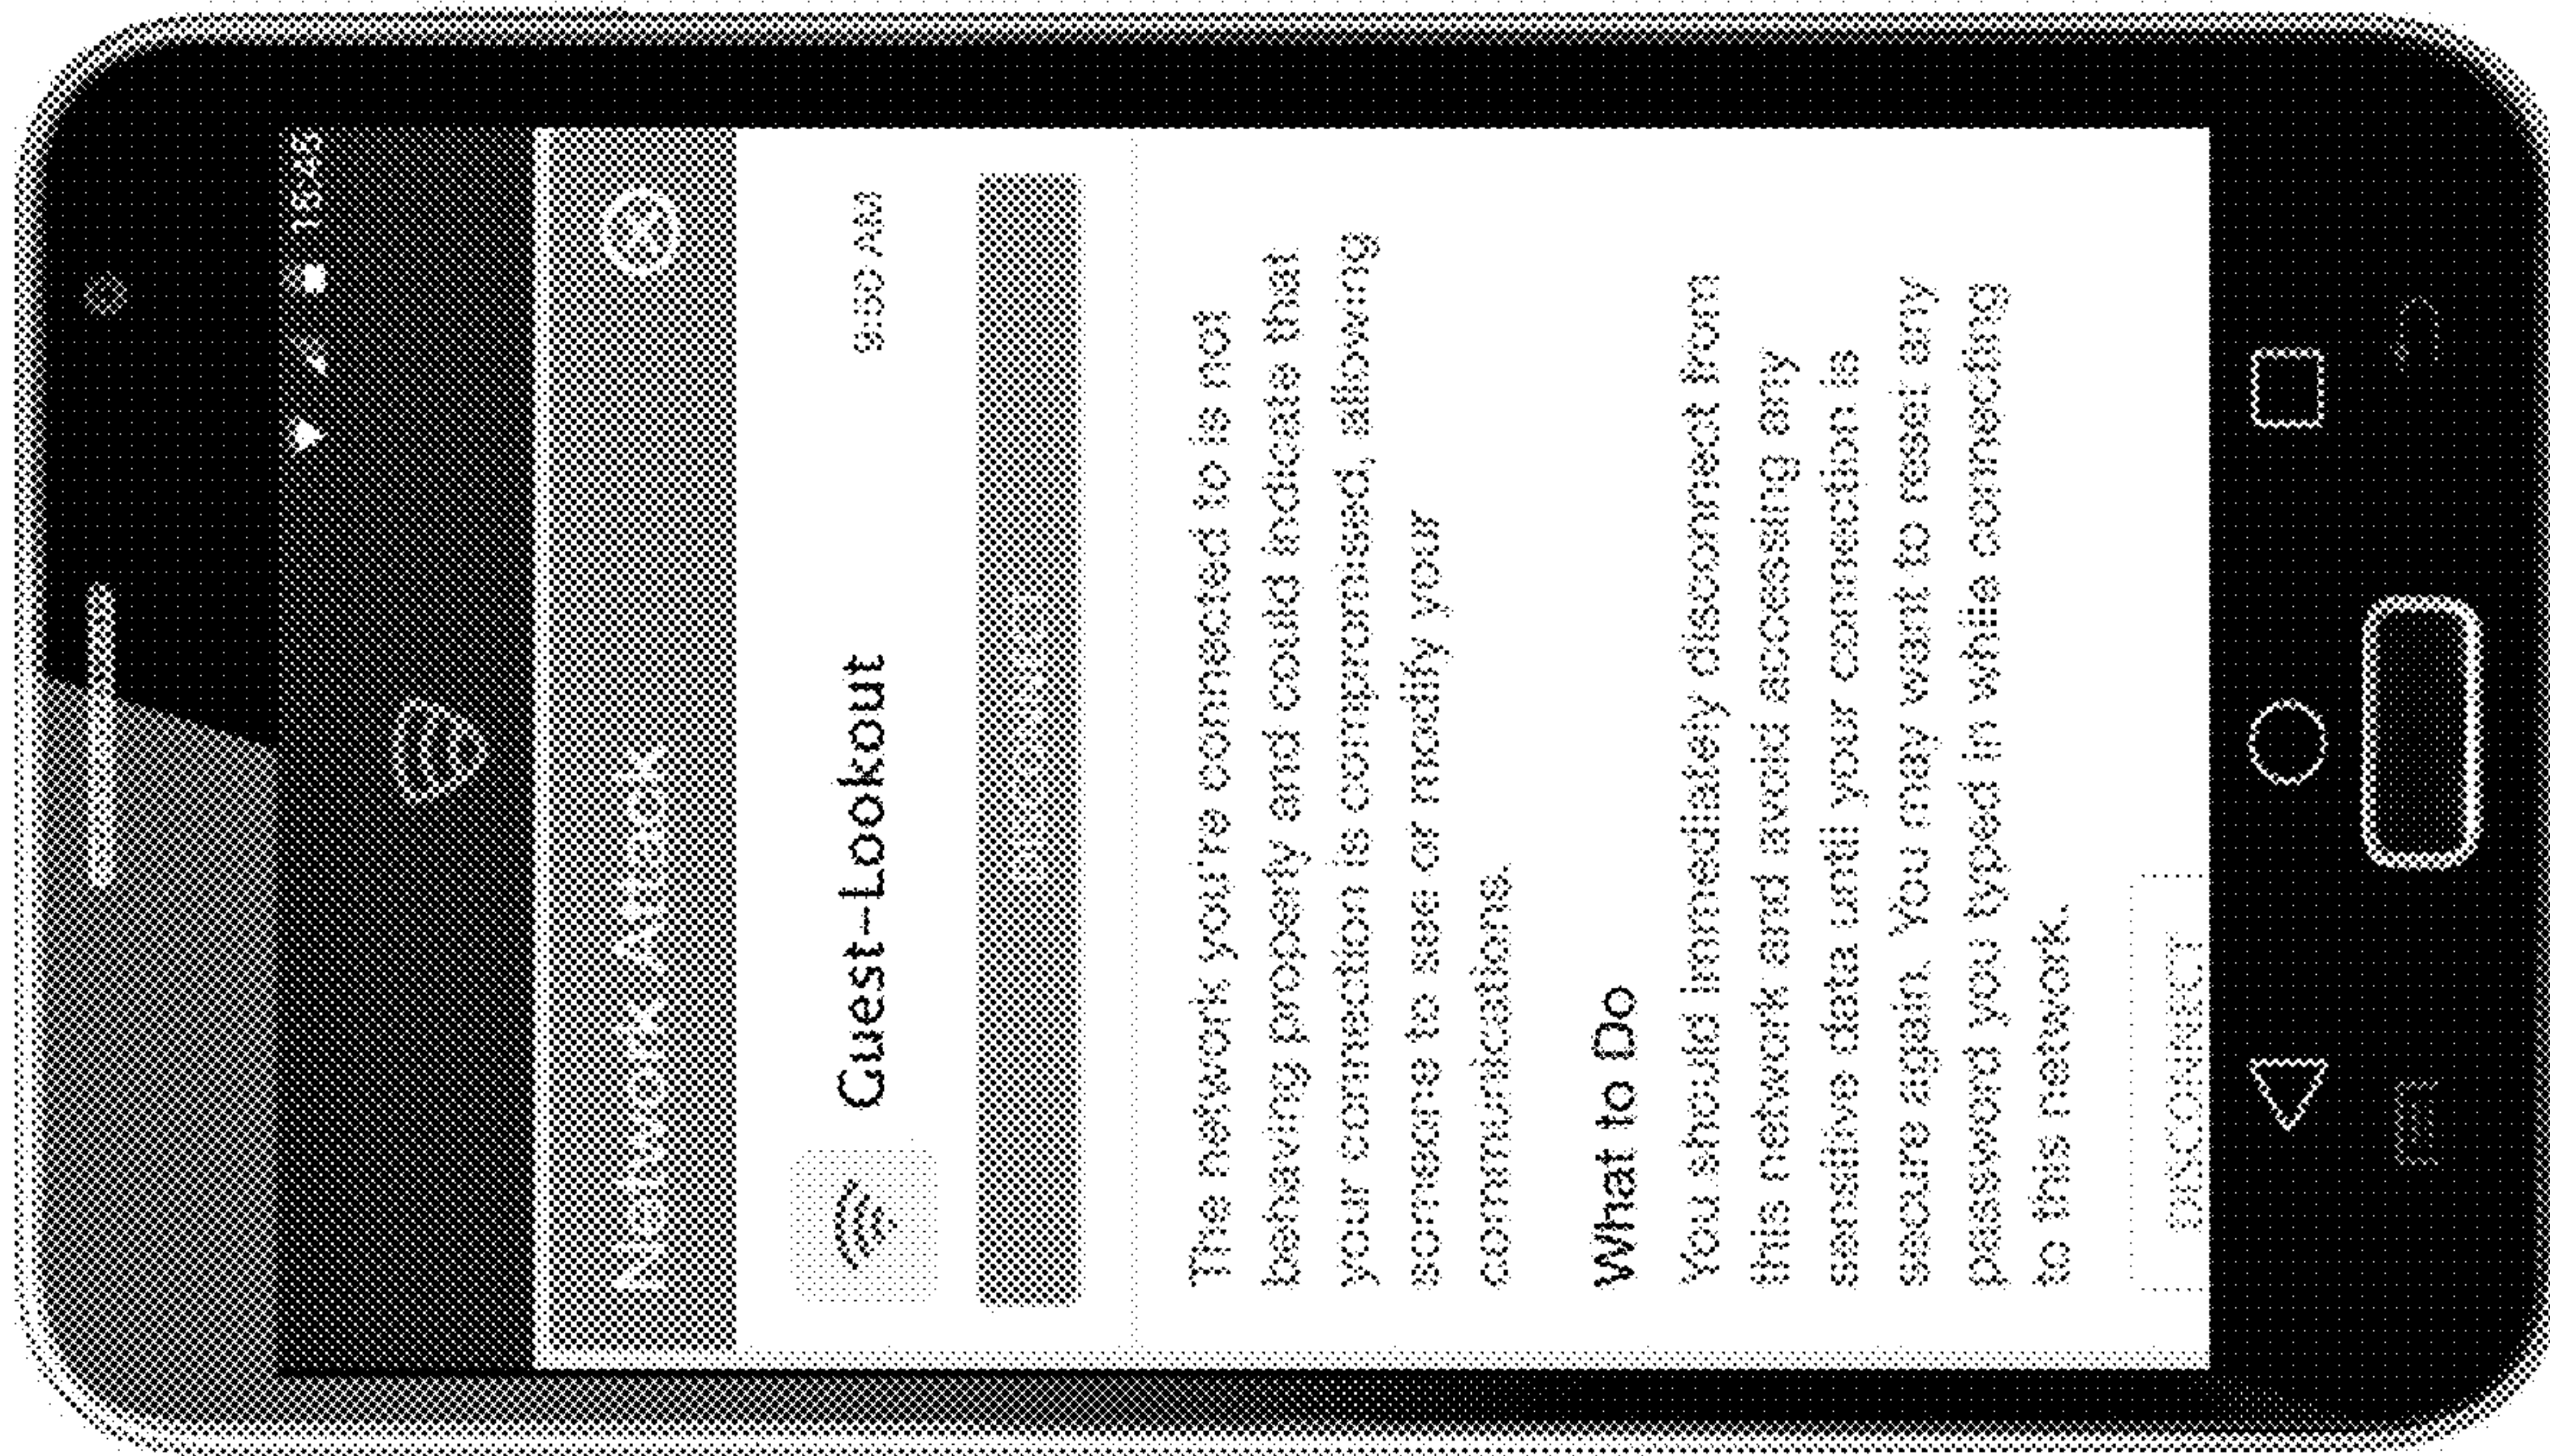 18:48
Network Attack
Guest-Lookout
9:50 AM
The network you're connected to is not
behaving properly and could indicate that
your connection is compromised, allowing
someone to see or modify your
communications.
What to Do
You should immediately disconnect from
this network and avoid accessing any
sensitive data until your connection is
secure again. You may want to reset any
password you typed in while connecting
to this network.
DISCONNECT